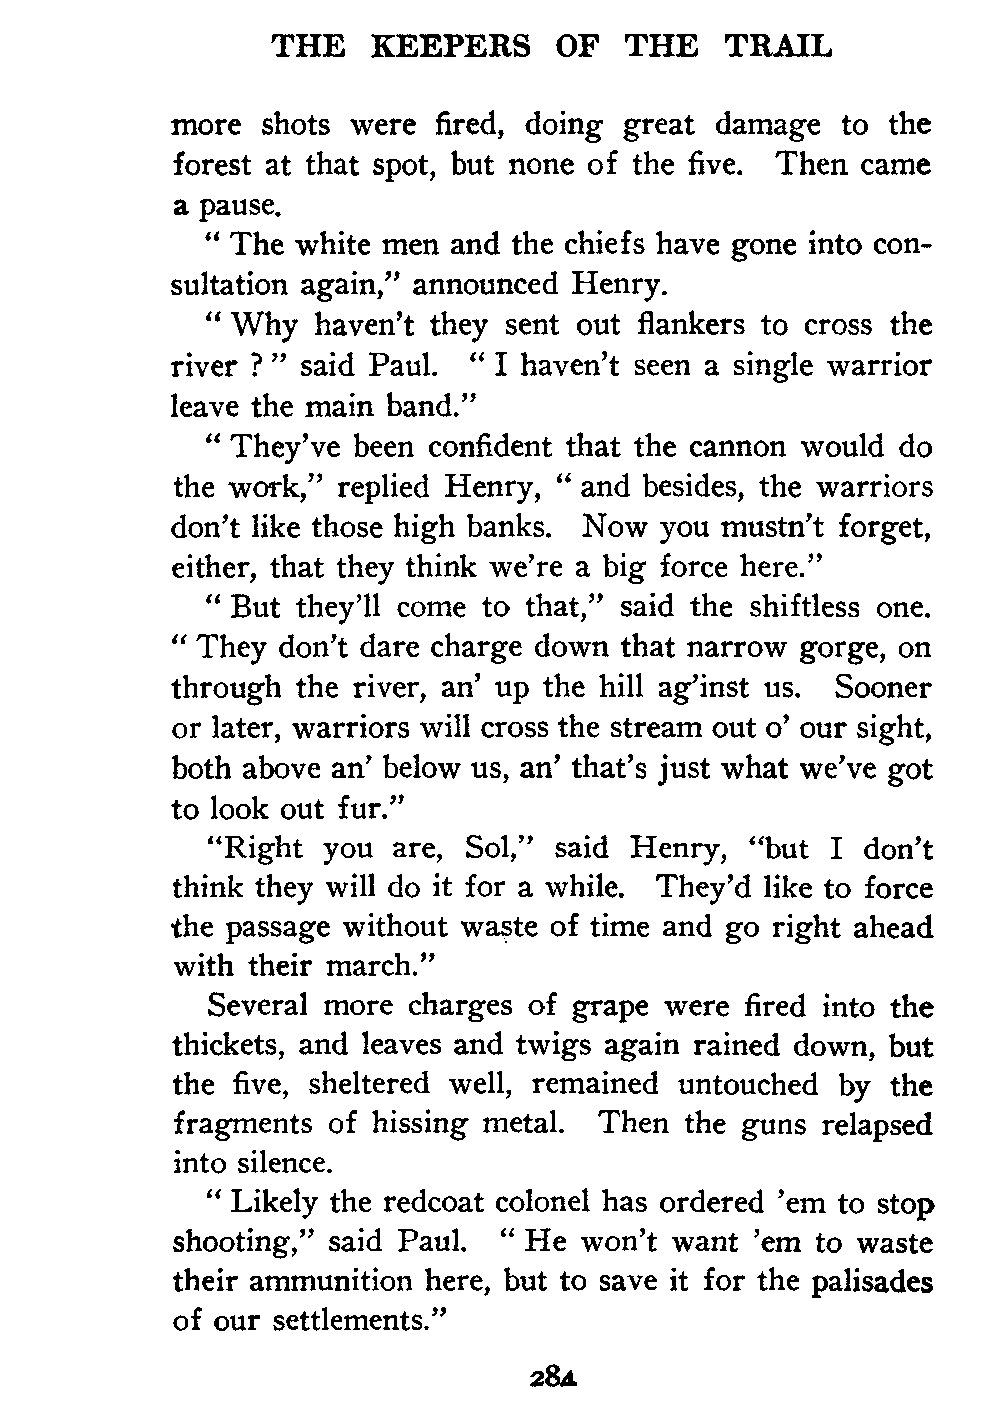 THE KEEPERS OF THE TRAIL
more shots were fired, doing great damage to the
forest at that spot, but none of the five. Then came
a pause.
“ The white men and the chiefs have gone into con-
sultation again,” announced Henry.
“ Why haven’t they sent out flankers to cross the
river ? ” said Paul. “ I haven’t seen a single warrior
leave the main band.”
“ They’ve been confident that the cannon would do
the work,” replied Henry, “ and besides, the warriors
don’t like those high banks. Now you mustn’t forget,
either, that they think we’re a big force here.”
“ But they’ll come to that,” said the shiftless one.
“ They don’t dare charge down that narrow gorge, on
through the river, an’ up the hill ag’inst us. Sooner
or later, warriors will cross the stream out o’ our sight,
both above an’ below us, an’ that’s just what we’ve got
to look out fur.”
“Right you are, Sol,” said Henry, “but I don’t
think they will do it for a while. They’d like to force
the passage without waste of time and go right ahead
with their march.”
Several more charges of grape were fired into the
thickets, and leaves and twigs again rained down, but
the five, sheltered well, remained untouched by the
fragments of hissing metal. Then the guns relapsed
into silence.
“ Likely the redcoat colonel has ordered ’em to stop
shooting,” said Paul. “ He won’t want ’em to waste
their ammunition here, but to save it for the palisades
of our settlements.”
284